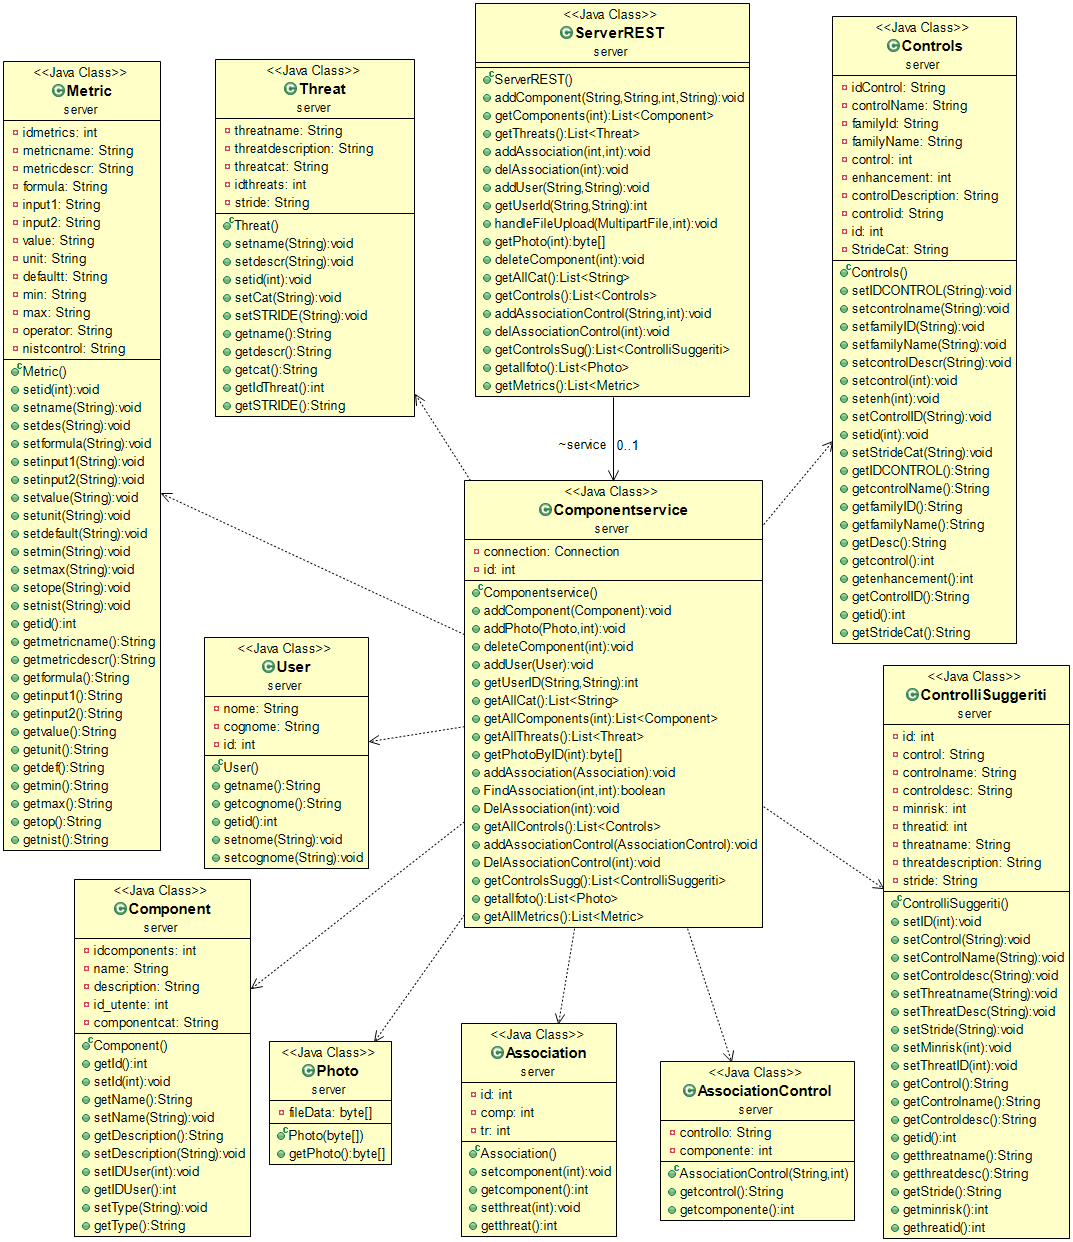 <<Java Class>>
Metric
server
idmetrics: int
metricname: String
metricdescr: String
formula: String
input1: String
input2: String
value: String
unit: String
defaultt: String
min: String
max: String
operator: String
nistcontrol: String
Metric()
setid(int):void
setname(String):void
setdes(String):void
setformula(String):void
setinput1(String):void
setinput2(String):void
setvalue(String):void
setunit(String):void
setdefault(String):void
setmin(String):void
setmax(String):void
setope(String):void
setnist(String):void
getid():int
getmetricname():String
getmetricdescr():String
getformula():String
getinput1():String
getinput2():String
getvalue():String
getunit():String
getdef():String
getmin():String
getmax():String
getop():String
getnist():String
<<Java Class>>
Threat
server
threatname: String
threatdescription: String
threatcat: String
idthreats: int
stride: String
Threat()
setname(String):void
setdescr(String):void
setid(int):void
setCat(String):void
setSTRIDE(String):void
getname():String
getdescr():String
getcat():String
getIdThreat():int
getSTRIDE():String
<<Java Class>>
ServerREST
server
ServerREST()
addComponent(String,String,int,String):void
getComponents(int):List<Component>
getThreats():List<Threat>
addAssociation(int,int):void
delAssociation(int):void
addUser(String,String):void
getUserId(String,String):int
handleFileUpload(MultipartFile,int):void
getPhoto(int):byte[]
deleteComponent(int):void
getAllCat():List<String>
getControls():List<Controls>
addAssociationControl(String,int):void
delAssociationControl(int):void
getControlsSug():List<ControlliSuggeriti>
getallfoto():List<Photo>
getMetrics():List<Metric>
~service 0..1
<<Java Class>>
Controls
server
idControl: String
controlName: String
familyId: String
familyName: String
control: int
enhancement: int
controlDescription: String
controlid: String
id: int
StrideCat: String
Controls()
setIDCONTROL(String):void
setcontrolname(String):void
setfamilyID(String):void
setfamilyName(String):void
setcontrolDescr(String):void
setcontrol(int):void
setenh(int):void
setControlID(String):void
setid(int):void
setStrideCat(String):void
getIDCONTROL():String
getcontrolName():String
getfamilyID():String
getfamilyName():String
getDesc():String
getcontrol():int
getenhancement():int
getControlID():String
getid():int
getStrideCat():String
<<Java Class>>
Componentservice
server
connection: Connection
id: int
Componentservice()
addComponent(Component):void
addPhoto(Photo,int):void
deleteComponent(int):void
addUser(User):void
getUserID(String,String):int
getAllCat():List<String>
getAllComponents(int):List<Component>
getAllThreats():List<Threat>
getPhotoByID(int):byte[]
addAssociation(Association):void
FindAssociation(int,int):boolean
DelAssociation(int):void
getAllControls():List<Controls>
addAssociationControl(AssociationControl):void
DelAssociationControl(int):void
getControlsSugg():List<ControlliSuggeriti>
getallfoto():List<Photo>
getAllMetrics():List<Metric>
<<Java Class>>
User
server
nome: String
cognome: String
id: int
User()
getname():String
getcognome():String
getid():int
setnome(String):void
setcognome(String):void
<<Java Class>>
ControlliSuggeriti
server
id: int
control: String
controlname: String
controldesc: String
minrisk: int
threatid: int
threatname: String
threatdescription: String
stride: String
ControlliSuggeriti()
setID(int):void
setControl(String):void
setControlName(String):void
setControldesc(String):void
setThreatname(String):void
setThreatDesc(String):void
setStride(String):void
setMinrisk(int):void
setThreatID(int):void
getControl():String
getControlname():String
getControldesc():String
getid():int
getthreatname():String
getthreatdesc():String
getStride():String
getminrisk():int
getthreatid():int
<<Java Class>>
Component
server
idcomponents: int
name: String
description: String
id_utente: int
componentcat: String
Component()
getId():int
setId(int):void
getName():String
setName(String):void
getDescription():String
setDescription(String):void
setIDUser(int):void
getIDUser():int
setType(String):void
getType():String
<<Java Class>>
Photo
server
fileData: byte[]
Photo(byte[])
getPhoto():byte[]
<<Java Class>>
Association
server
id: int
comp: int
tr: int
Association()
setcomponent(int):void
getcomponent():int
setthreat(int):void
getthreat():int
<<Java Class>>
AssociationControl
server
controllo: String
componente: int
AssociationControl(String,int)
getcontrol():String
getcomponente():int